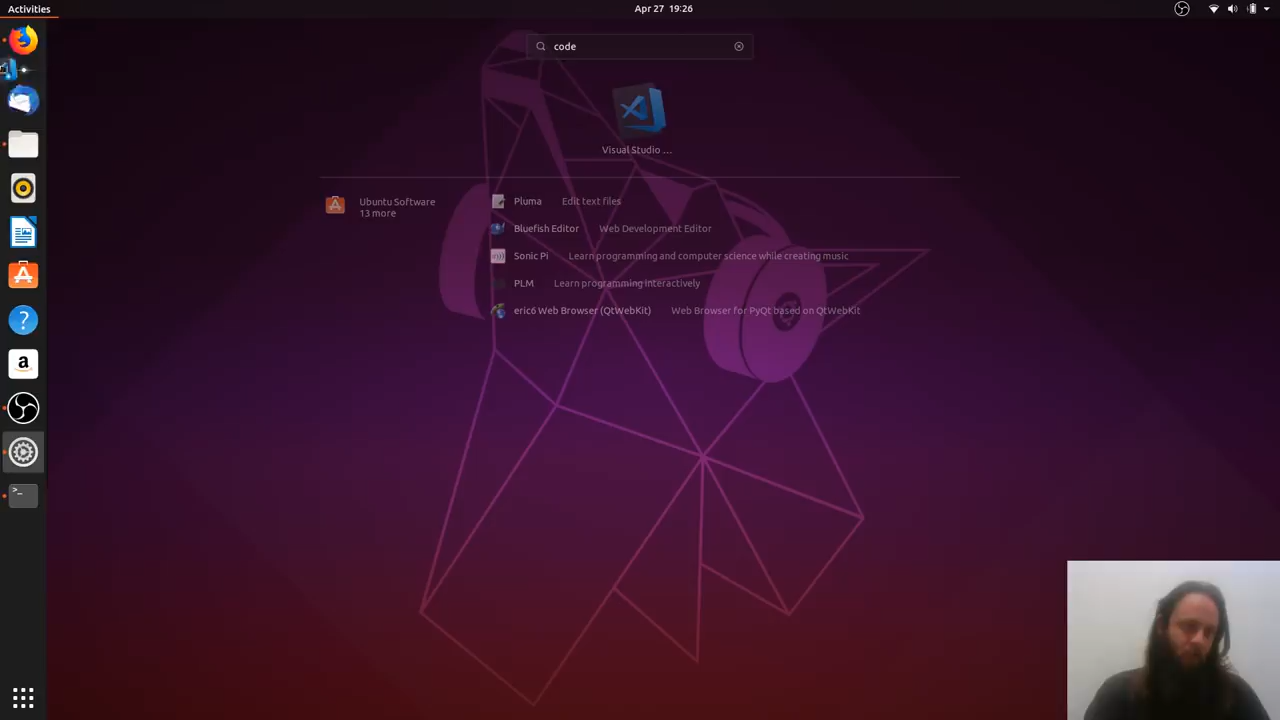 Activities
Apr 27 19:26
code
Visual Studio ...
Ubuntu Software
13 more
Pluma Edit text files
Bluefish Editor Web Development Editor
Sonic Pi Learn programming and computer science while creating music
PLM Learn programming interactively
eric6 Web Browser (QtWebKit) Web Browser for PyQt based on QtWebKit